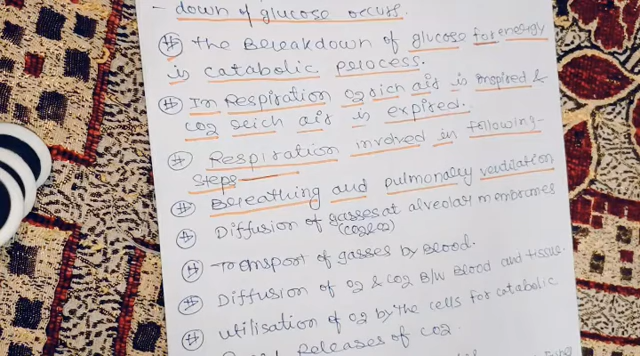 - down of glucose occurs.
# The Breakdown of glucose for energy
is catabolic process.
# In Respiration O2 rich air is Inspired &
CO2 reich air is expired.
# Respiration involved in following-
steps
# Bereathing and pulmonary ventilation
# Diffusion of gasses at alveolar membranes
(CO2&O2)
# Transport of gasses by Blood.
# Diffusion of O2 & CO2 B/w Blood and tissue.
# Utilisation of O2 by the cells for catabolic
Releases of CO2.